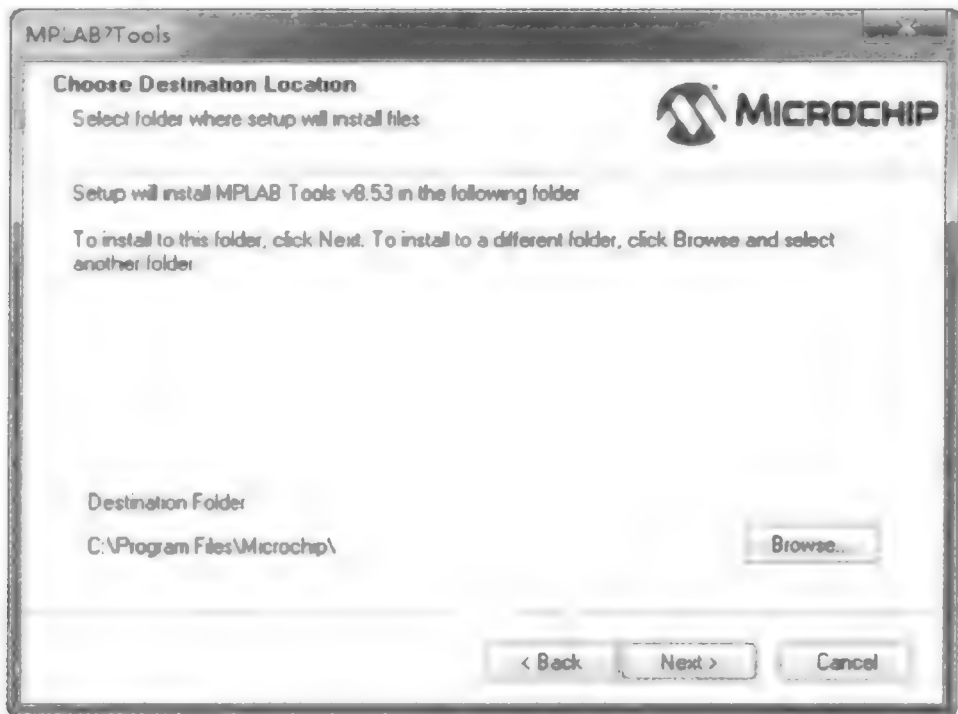 MPLAB?Tools
Choose Destination Location
Select folder where setup will install files
MICROCHIP
Setup will install MPLAB Tools v8.53 in the following folder
To install to this folder, click Next. To install to a different folder, click Browse and select
another folder
Destination Folder
C:\Program Files\Microchip\
Browse...
< Back
Next >
Cancel